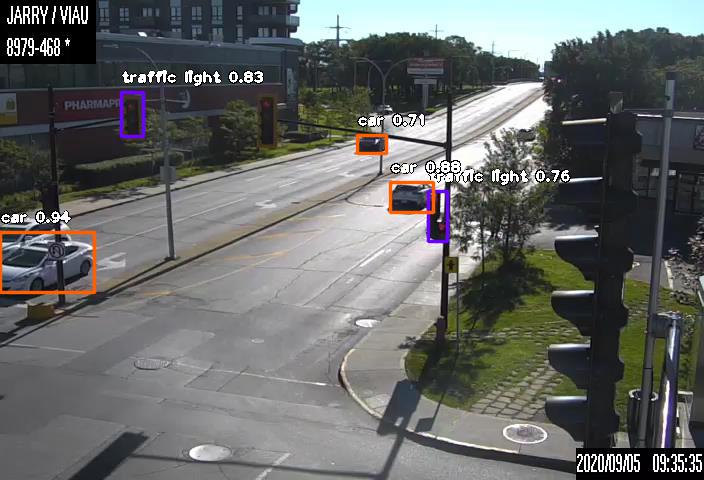 JARRY / VIAU
8979-468 *
traffic light 0.83
PHARMAPR
car 0.71
car 0.88
traffic light 0.76
car 0.94
2020/09/05 09:35:35